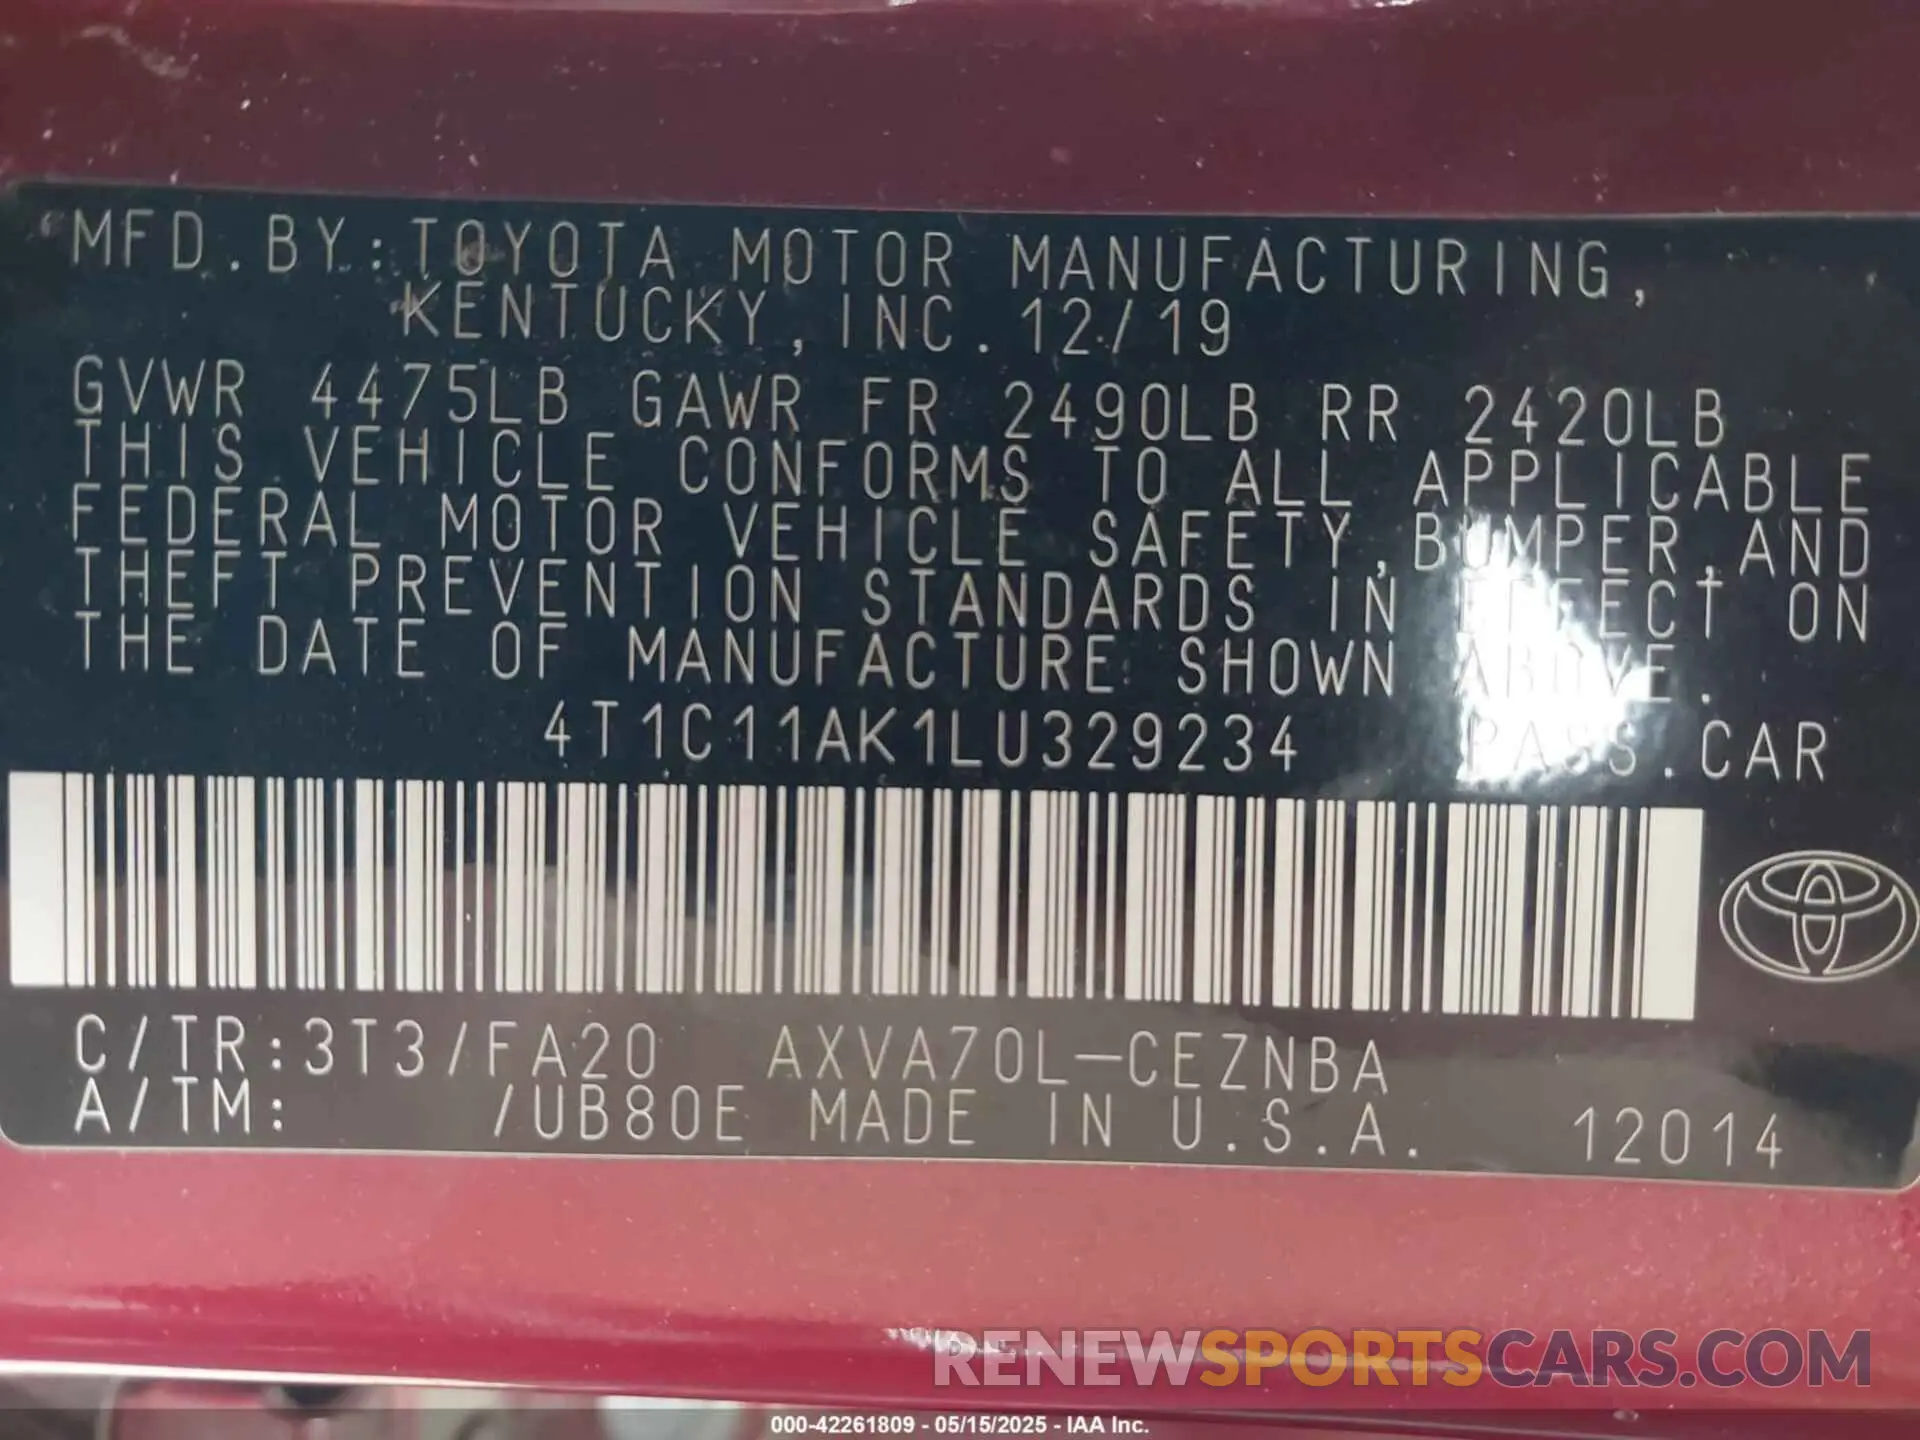 MFD.BY:TOYOTA MOTOR MANUFACTURING,
KENTUCKY,INC.12/19
GVWR 4475LB GAWR FR 2490LB RR 2420LB
THIS VEHICLE CONFORMS TO ALL APPLICABLE
FEDERAL MOTOR VEHICLE SAFETY,BUMPER,AND
THEFT PREVENTION STANDARDS IN EFFECT ON
THE DATE OF MANUFACTURE SHOWN ABOVE.
4T1C11AK1LU329234 PASS.CAR
C/TR:3T3/FA20 AXVA70L-CEZNBA
A/TM: /UB80E MADE IN U.S.A. 12014
RENEWSPORTSCARS.COM
000-42261809 - 05/15/2025 - IAA Inc.